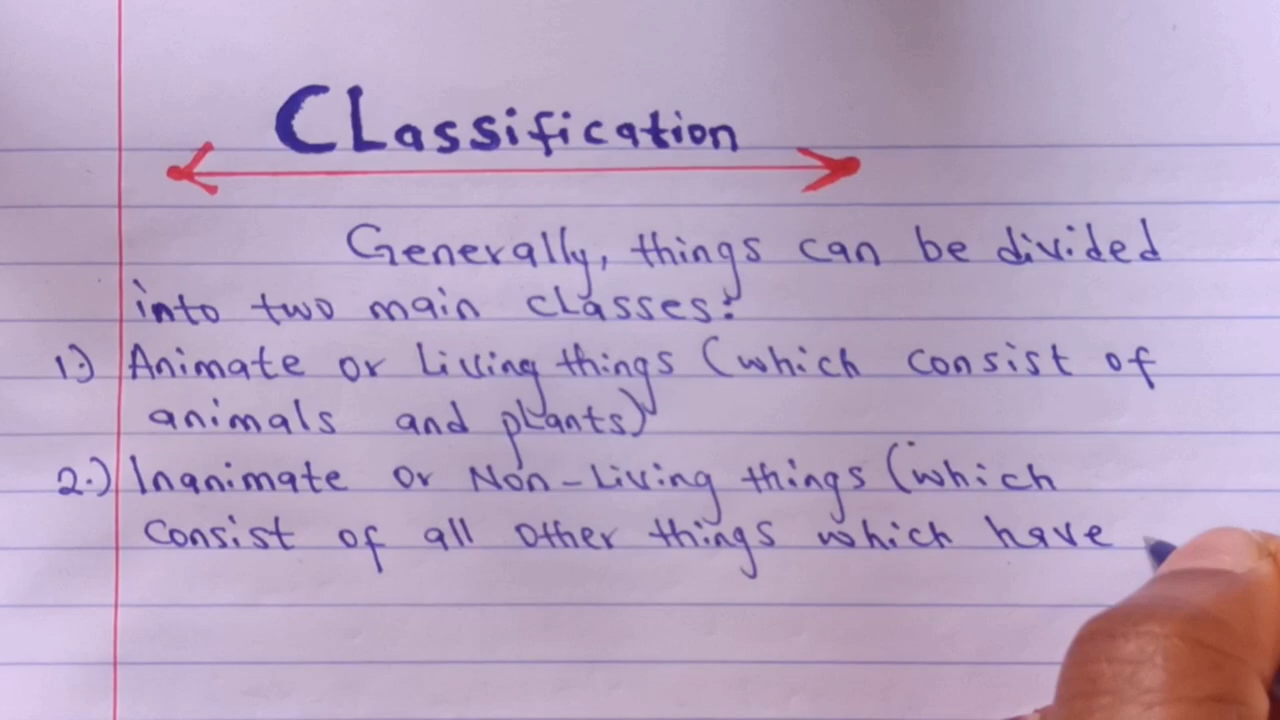 CLassification
Generally, things can be divided
into two main classes:
1.) Animate or Living things (which consist of
animals and plants)
2.) Inanimate or Non-Living things (which
consist of all other things which have